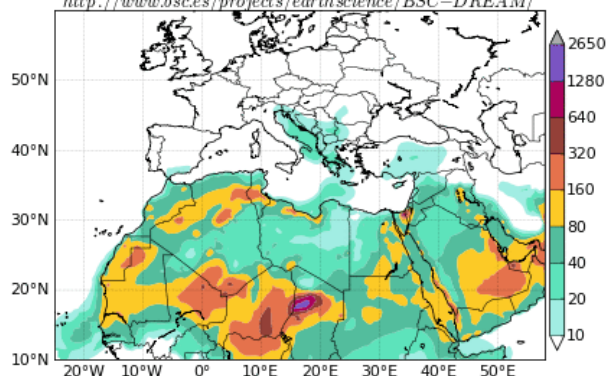 http://www.bsc.es/projects/earthscience/BSC−DREAM/
2650
1280
640
320
160
80
40
20
10
50°N
40°N
30°N
20°N
10°N
20°W 10°W 0° 10°E 20°E 30°E 40°E 50°E